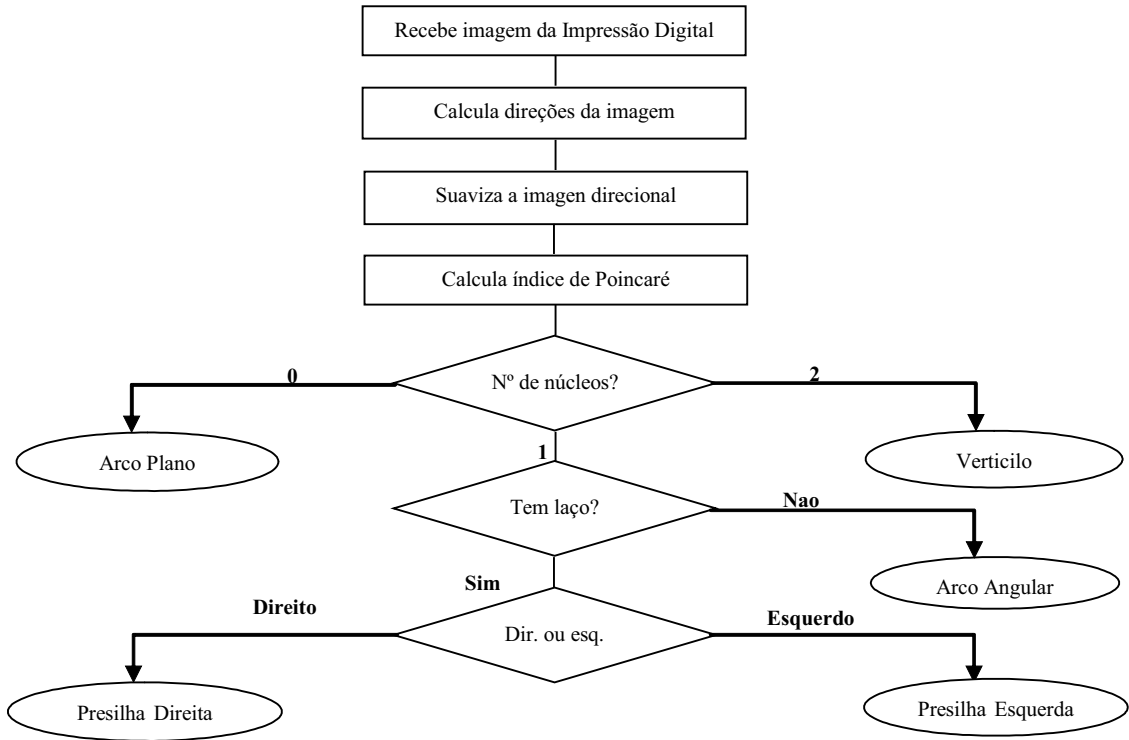 Recebe imagem da Impressão Digital
Calcula direções da imagem
Suaviza a imagen direcional
Calcula índice de Poincaré
Nº de núcleos?
0
2
Arco Plano
Verticilo
1
Tem laço?
Nao
Arco Angular
Sim
Direito
Dir. ou esq.
Esquerdo
Presilha Direita
Presilha Esquerda